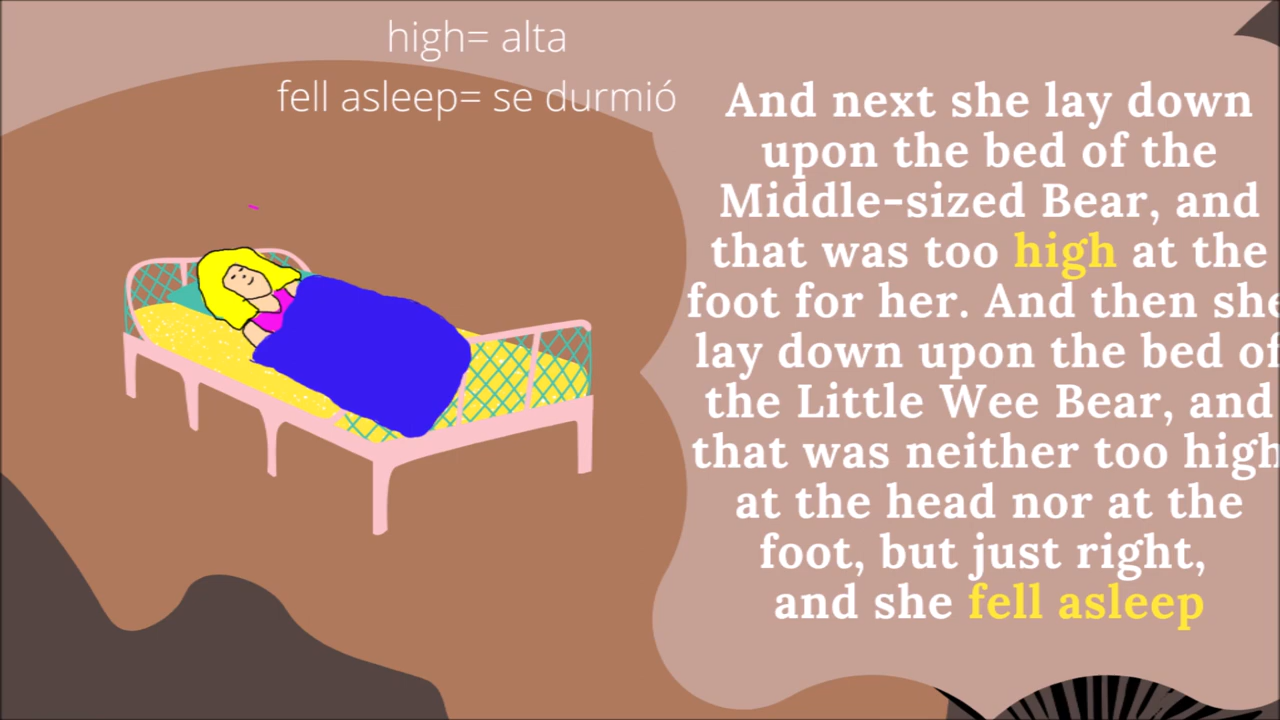 high= alta
fell asleep= se durmió
And next she lay down
upon the bed of the
Middle-sized Bear, and
that was too high at the
foot for her. And then she
lay down upon the bed of
the Little Wee Bear, and
that was neither too high
at the head nor at the
foot, but just right,
and she fell asleep